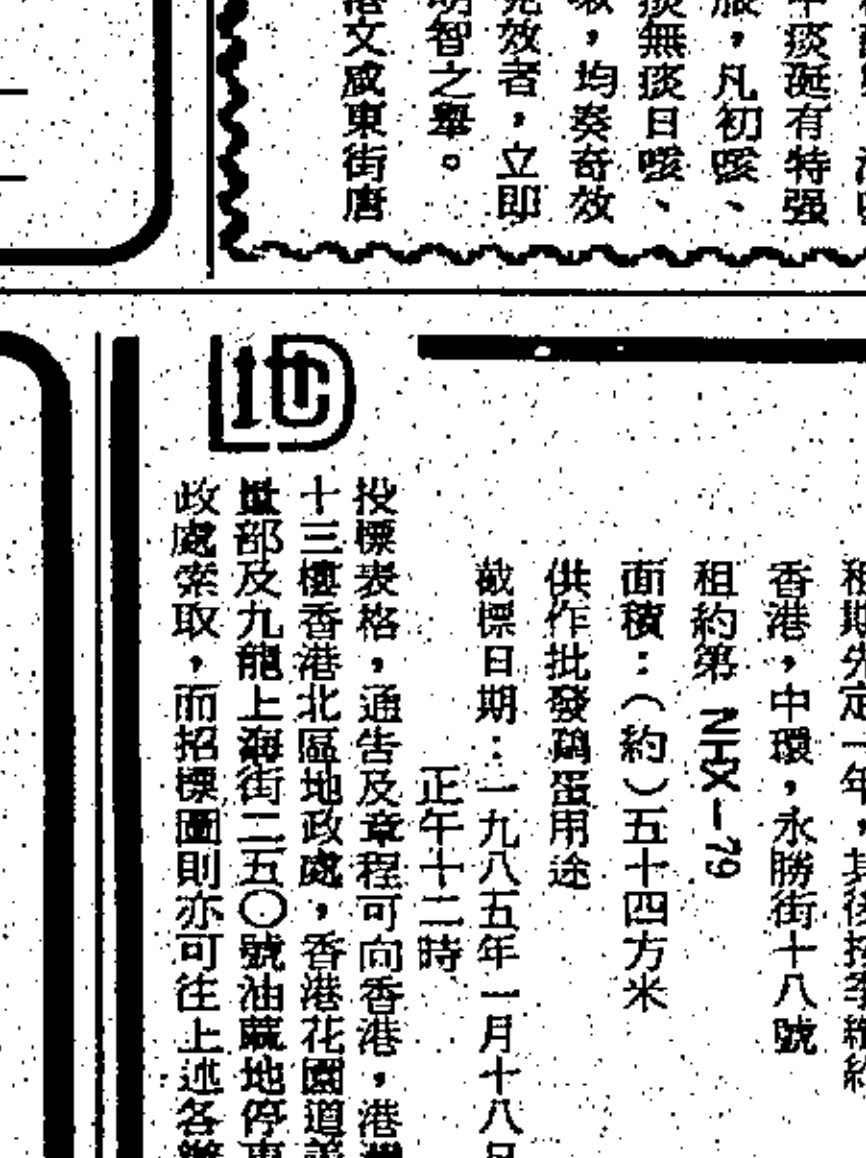 痰涎有特强
服，凡初咳、
痰無痰日咳、
，均奏奇效
效者，立即
明智之舉。
港文咸東街唐
租期先定一年，其後按季續約
香港，中環，永勝街十八號
租約第 NHX－79
面積：（約）五十四方米
供作批發鷄蛋用途
截標日期：一九八五年一月十八日
正午十二時
投標表格，通告及章程可向香港，港灣
十三樓香港北區地政處，香港花園道美
量部及九龍上海街二五〇號油蔴地停車
政處索取，而招標圖則亦可往上述各辦